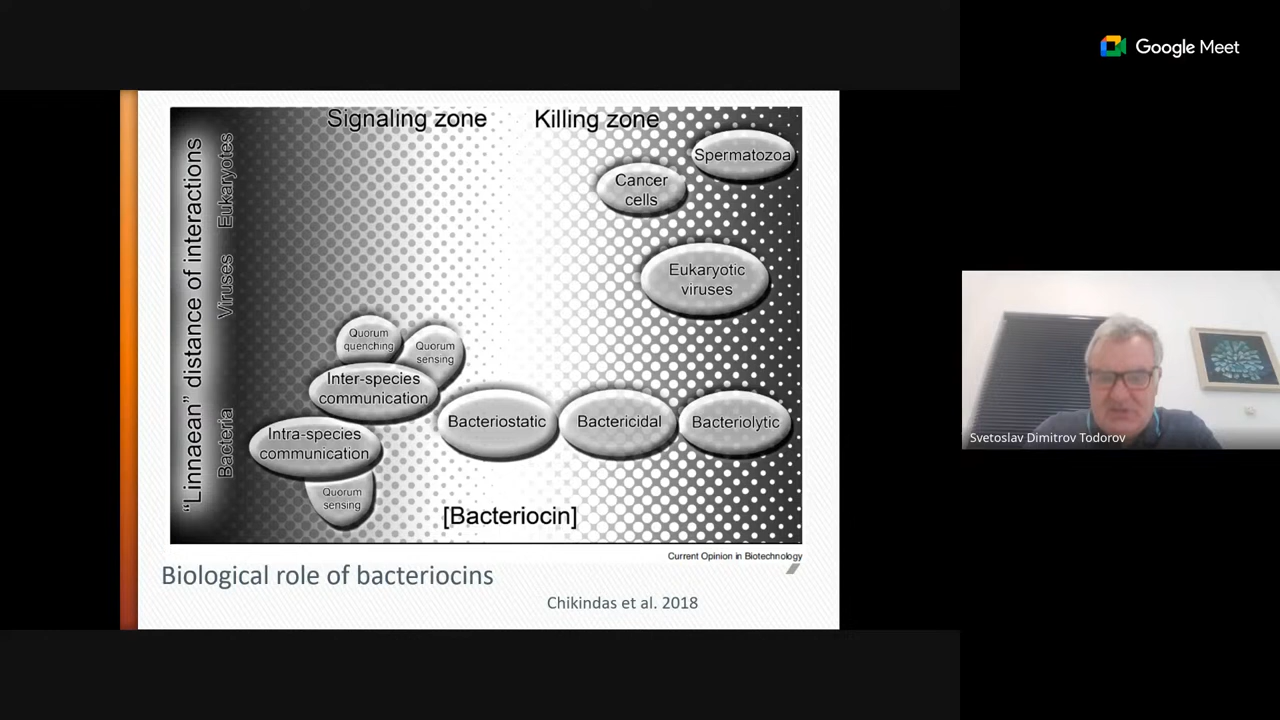 Google Meet
Signaling zone
Killing zone
"Linnaean" distance of interactions
Eukaryotes
Viruses
Bacteria
Spermatozoa
Cancer
cells
Eukaryotic
viruses
Quorum
quenching
Quorum
sensing
Inter-species
communication
Intra-species
communication
Quorum
sensing
Bacteriostatic
Bactericidal
Bacteriolytic
[Bacteriocin]
Current Opinion in Biotechnology
Biological role of bacteriocins
Chikindas et al. 2018
Svetoslav Dimitrov Todorov